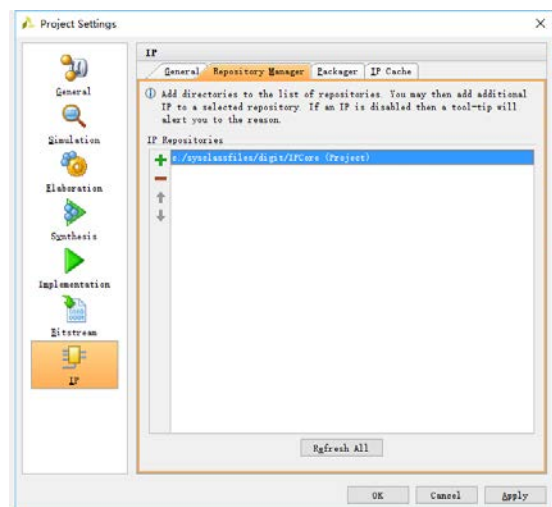 Project Settings
IP
General Repository Manager Packager IP Cache
Add directories to the list of repositories. You may then add additional
IP to a selected repository. If an IP is disabled then a tool-tip will
alert you to the reason.
IP Repositories
c:/sysclassfiles/digit/IPCore (Project)
General
Simulation
Elaboration
Synthesis
Implementation
Bitstream
IP
Refresh All
OK Cancel Apply